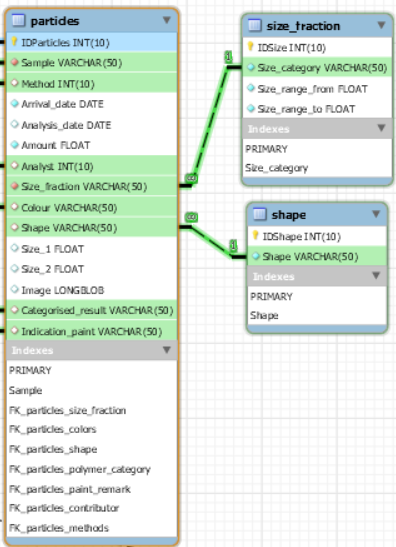 particles
IDParticles INT(10)
Sample VARCHAR(50)
Method INT(10)
Arrival_date DATE
Analysis_date DATE
Amount FLOAT
Analyst INT(10)
Size_fraction VARCHAR(50)
Colour VARCHAR(50)
Shape VARCHAR(50)
Size_1 FLOAT
Size_2 FLOAT
Image LONGBLOB
Categorised_result VARCHAR(50)
Indication_paint VARCHAR(50)
Indexes
PRIMARY
Sample
FK_particles_size_fraction
FK_particles_colors
FK_particles_shape
FK_particles_polymer_category
FK_particles_paint_remark
FK_particles_contributor
FK_particles_methods
size_fraction
IDSize INT(10)
Size_category VARCHAR(50)
Size_range_from FLOAT
Size_range_to FLOAT
Indexes
PRIMARY
Size_category
shape
IDShape INT(10)
Shape VARCHAR(50)
Indexes
PRIMARY
Shape